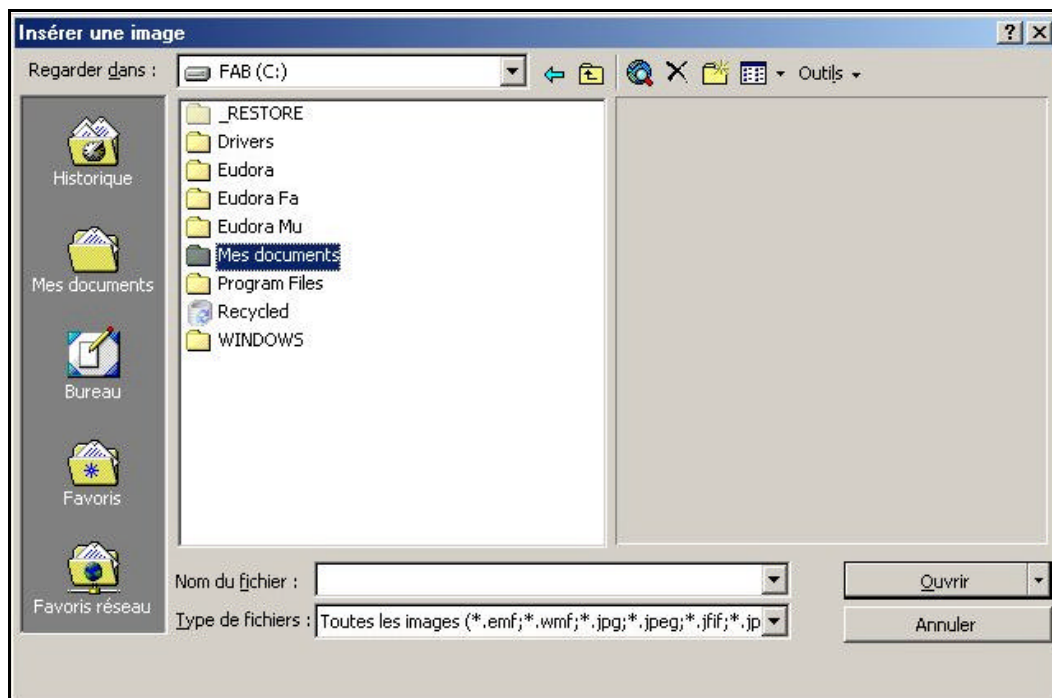 Insérer une image
Regarder dans :
FAB (C:)
Outils
Historique
Mes documents
Bureau
Favoris
Favoris réseau
_RESTORE
Drivers
Eudora
Eudora Fa
Eudora Mu
Mes documents
Program Files
Recycled
WINDOWS
Nom du fichier :
Ouvrir
Type de fichiers :
Toutes les images (*.emf;*.wmf;*.jpg;*.jpeg;*.jfif;*.jp
Annuler